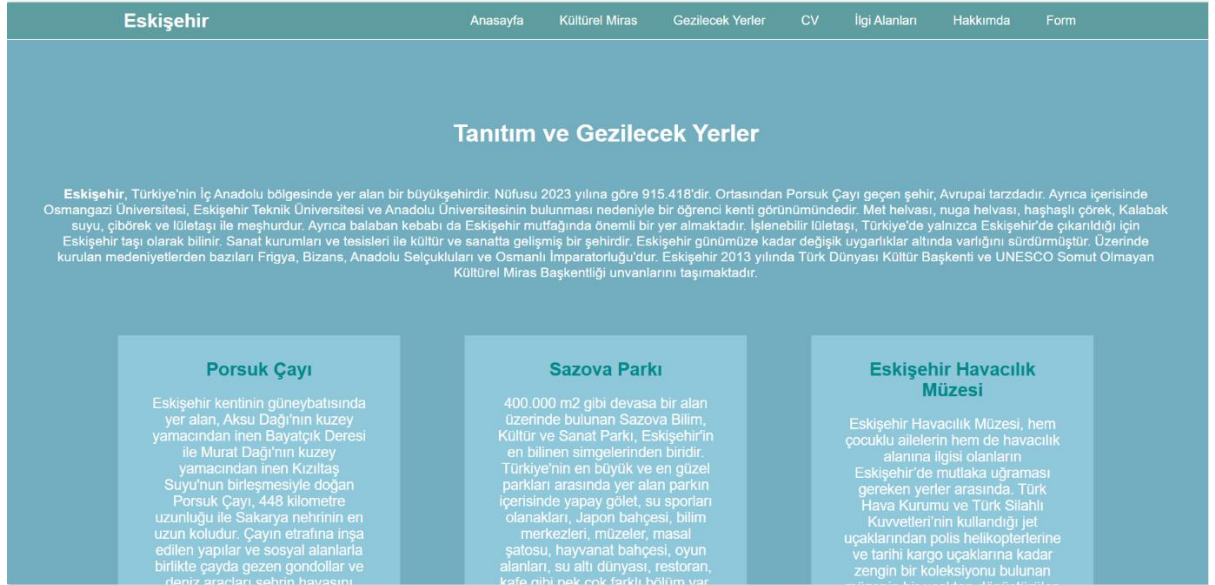 Eskişehir
Anasayfa Kültürel Miras Gezilecek Yerler CV İlgi Alanları Hakkımda Form
Tanıtım ve Gezilecek Yerler
Eskişehir, Türkiye'nin İç Anadolu bölgesinde yer alan bir büyükşehirdir. Nüfusu 2023 yılına göre 915.418'dir. Ortasından Porsuk Çayı geçen şehir, Avrupai tarzdadır. Ayrıca içerisinde
Osmangazi Üniversitesi, Eskişehir Teknik Üniversitesi ve Anadolu Üniversitesinin bulunması nedeniyle bir öğrenci kenti görünümündedir. Met helvası, nuga helvası, haşhaşlı çörek, Kalabak
suyu, çibörek ve lületaşı ile meşhurdur. Ayrıca balaban kebabı da Eskişehir mutfağında önemli bir yer almaktadır. İşlenebilir lületaşı, Türkiye'de yalnızca Eskişehir'de çıkarıldığı için
Eskişehir taşı olarak bilinir. Sanat kurumları ve tesisleri ile kültür ve sanatta gelişmiş bir şehirdir. Eskişehir günümüze kadar değişik uygarlıklar altında varlığını sürdürmüştür. Üzerinde
kurulan medeniyetlerden bazıları Frigya, Bizans, Anadolu Selçukluları ve Osmanlı İmparatorluğu'dur. Eskişehir 2013 yılında Türk Dünyası Kültür Başkenti ve UNESCO Somut Olmayan
Kültürel Miras Başkentliği unvanlarını taşımaktadır.
Porsuk Çayı
Eskişehir kentinin güneybatısında
yer alan, Aksu Dağı'nın kuzey
yamacından inen Bayatçık Deresi
ile Murat Dağı'nın kuzey
yamacından inen Kızıltaş
Suyu'nun birleşmesiyle doğan
Porsuk Çayı, 448 kilometre
uzunluğu ile Sakarya nehrinin en
uzun koludur. Çayın etrafına inşa
edilen yapılar ve sosyal alanlarla
birlikte çayda gezen gondollar ve
deniz araçları şehrin havasını
Sazova Parkı
400.000 m2 gibi devasa bir alan
üzerinde bulunan Sazova Bilim,
Kültür ve Sanat Parkı, Eskişehir'in
en bilinen simgelerinden biridir.
Türkiye'nin en büyük ve en güzel
parkları arasında yer alan parkın
içerisinde yapay gölet, su sporları
olanakları, Japon bahçesi, bilim
merkezleri, müzeler, masal
şatosu, hayvanat bahçesi, oyun
alanları, su altı dünyası, restoran,
kafe gibi pek çok farklı bölüm var.
Eskişehir Havacılık
Müzesi
Eskişehir Havacılık Müzesi, hem
çocuklu ailelerin hem de havacılık
alanına ilgisi olanların
Eskişehir'de mutlaka uğraması
gereken yerler arasında. Türk
Hava Kurumu ve Türk Silahlı
Kuvvetleri'nin kullandığı jet
uçaklarından polis helikopterlerine
ve tarihi kargo uçaklarına kadar
zengin bir koleksiyonu bulunan